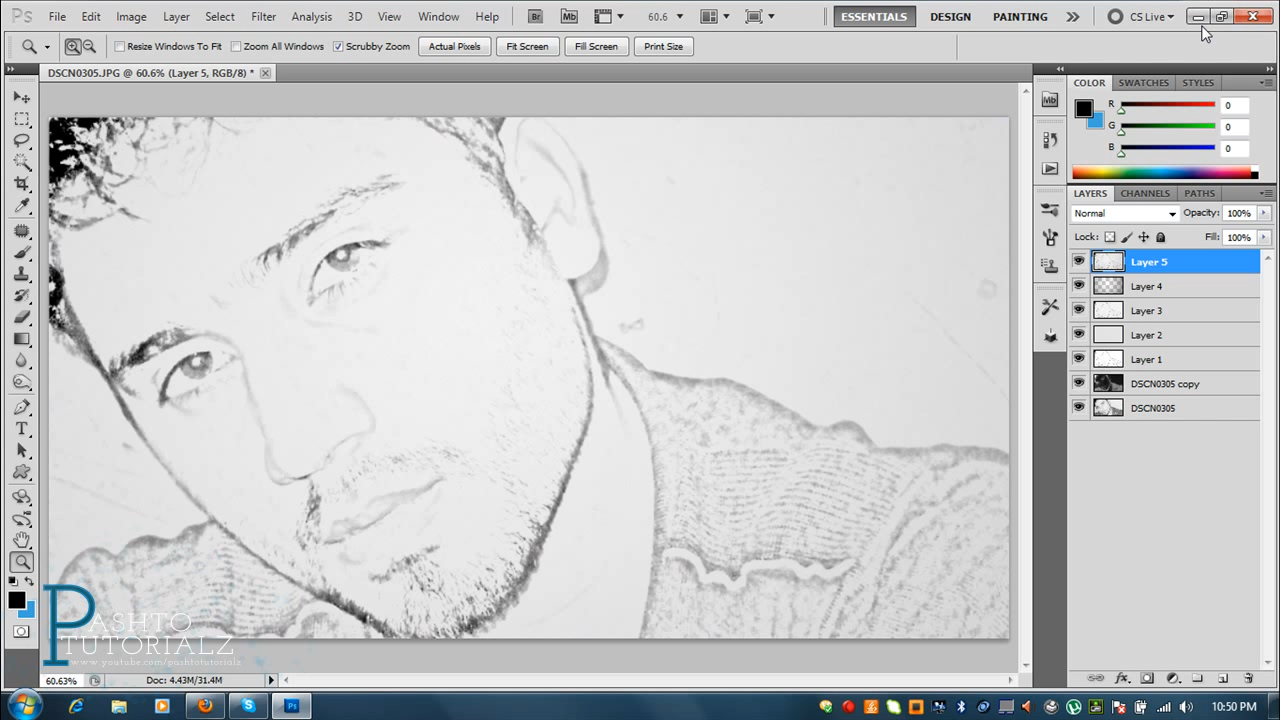 Ps File Edit Image Layer Select Filter Analysis 3D View Window Help Br Mb 60.6 ESSENTIALS DESIGN PAINTING CS Live
Resize Windows To Fit Zoom All Windows Scrubby Zoom Actual Pixels Fit Screen Fill Screen Print Size
DSCN0305.JPG @ 60.6% (Layer 5, RGB/8) *
COLOR SWATCHES STYLES
Mb
R 0
G 0
B 0
LAYERS CHANNELS PATHS
Normal Opacity: 100%
Lock: Fill: 100%
Layer 5
Layer 4
Layer 3
Layer 2
Layer 1
DSCN0305 copy
DSCN0305
PASHTO
TUTORIALZ
www.youtube.com/pashtotutorialz
60.63% Doc: 4.43M/31.4M
Ps 10:50 PM